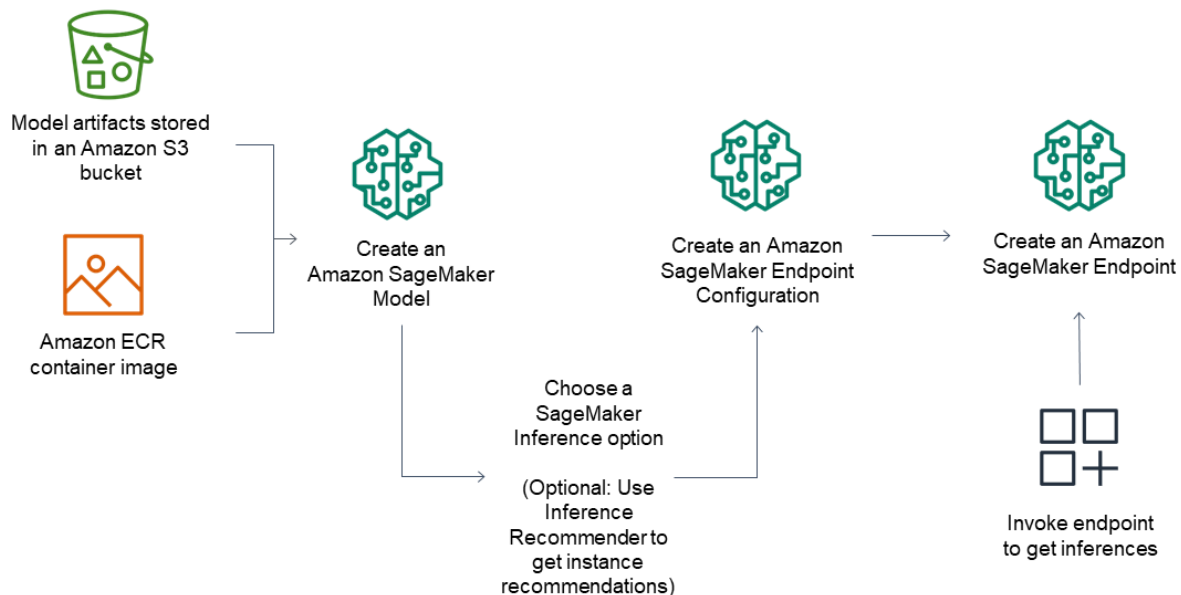 Model artifacts stored
in an Amazon S3
bucket
Amazon ECR
container image
Create an
Amazon SageMaker
Model
Choose a
SageMaker
Inference option
(Optional: Use
Inference
Recommender to
get instance
recommendations)
Create an Amazon
SageMaker Endpoint
Configuration
Create an Amazon
SageMaker Endpoint
Invoke endpoint
to get inferences